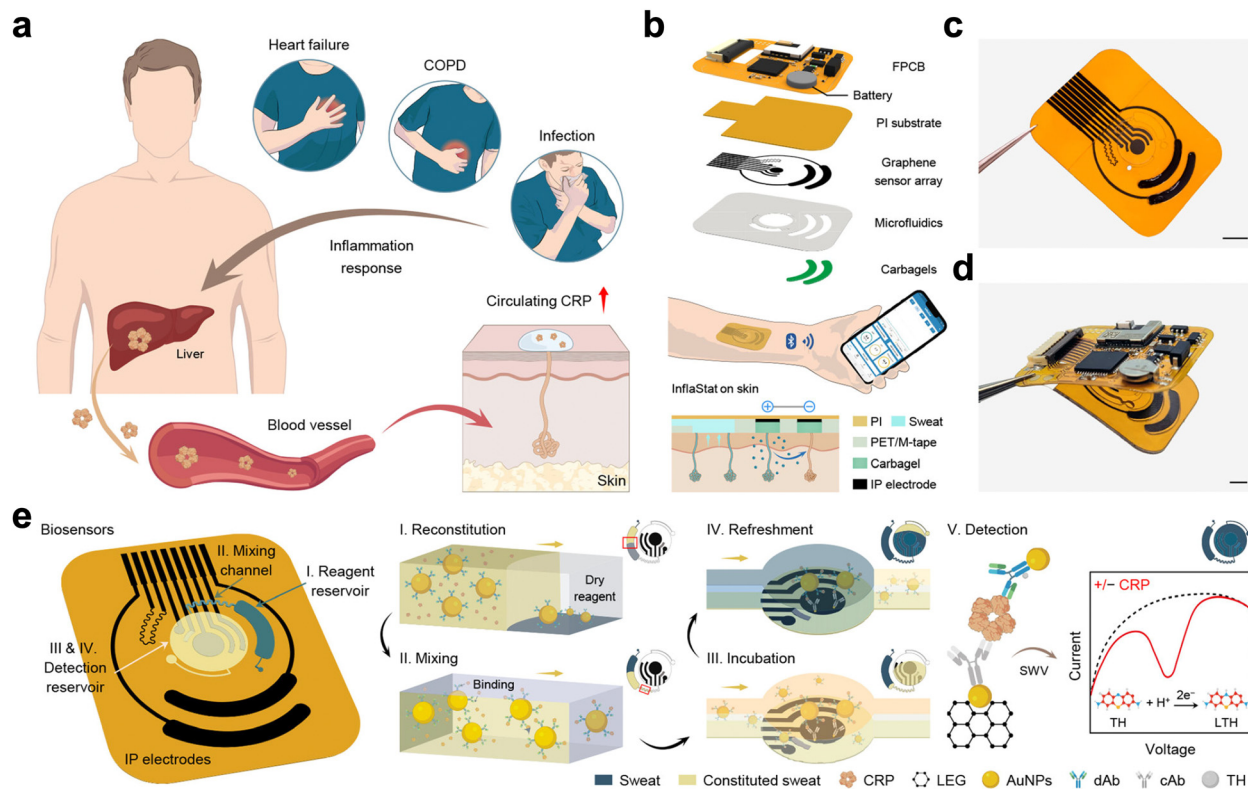 a
Heart failure
COPD
Infection
Inflammation
response
Liver
Circulating CRP
Blood vessel
Skin
b
FPCB
Battery
PI substrate
Graphene
sensor array
Microfluidics
Carbagels
InflaStat on skin
+
−
PI
Sweat
PET/M-tape
Carbagel
IP electrode
c
d
e
Biosensors
II. Mixing
channel
I. Reagent
reservoir
III & IV.
Detection
reservoir
IP electrodes
I. Reconstitution
Dry
reagent
II. Mixing
Binding
IV. Refreshment
III. Incubation
V. Detection
SWV
+/− CRP
Current
TH
+ H⁺
2e⁻
LTH
Voltage
Sweat
Constituted sweat
CRP
LEG
AuNPs
dAb
cAb
TH